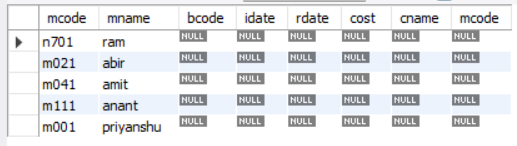 mcode mname bcode idate rdate cost cname mcode
n701 ram NULL NULL NULL NULL NULL NULL
m021 abir NULL NULL NULL NULL NULL NULL
m041 amit NULL NULL NULL NULL NULL NULL
m111 anant NULL NULL NULL NULL NULL NULL
m001 priyanshu NULL NULL NULL NULL NULL NULL